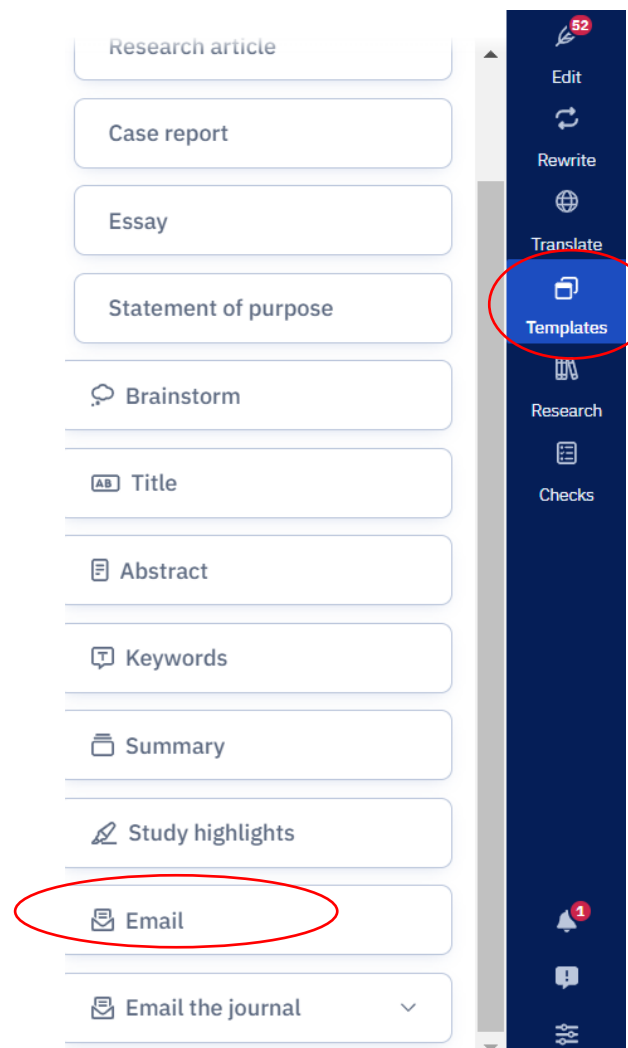 Research article
Case report
Essay
Statement of purpose
Brainstorm
AB Title
Abstract
T Keywords
Summary
Study highlights
Email
Email the journal
52
Edit
Rewrite
Translate
Templates
Research
Checks
1